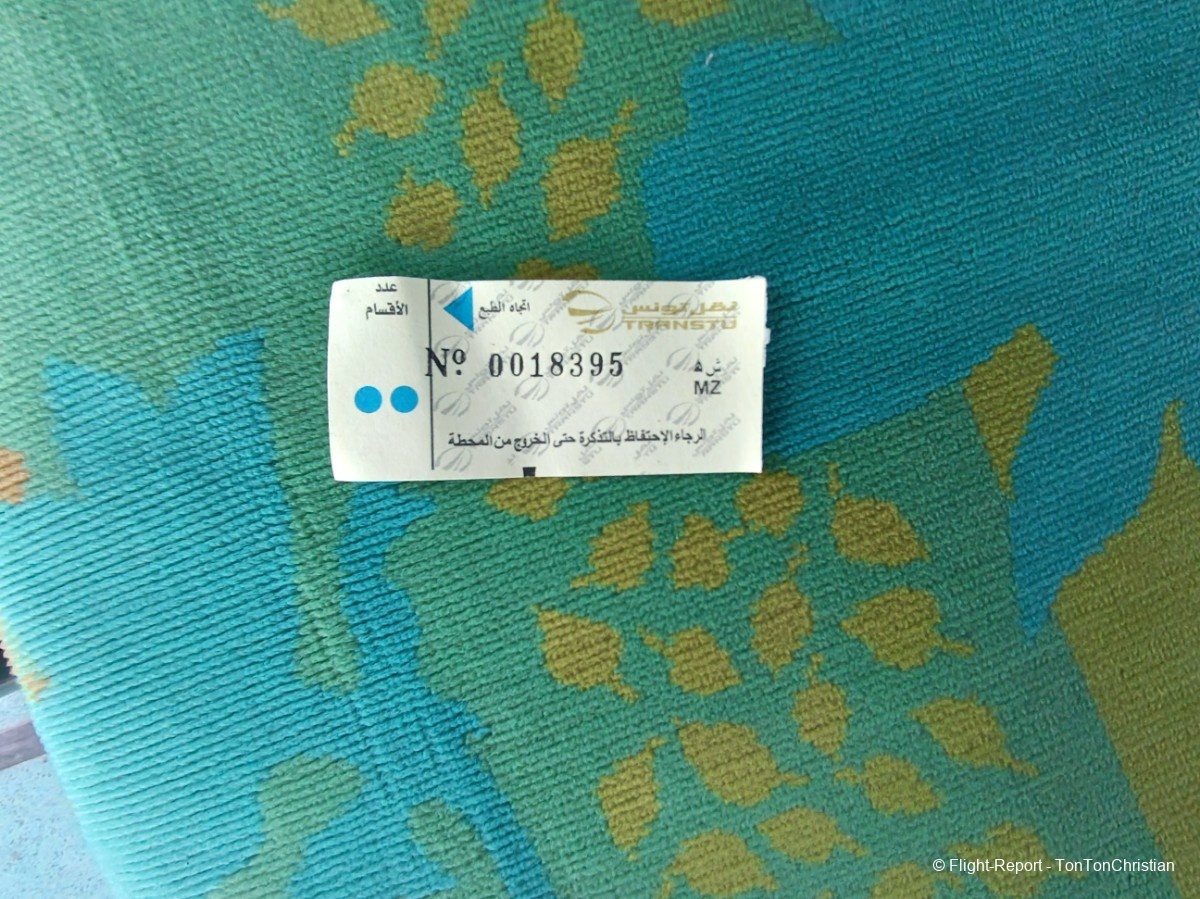 عدد
الأقسام
اتجاه الطبع
نقل تونس
TRANSTU
Nº 0018395
ش ه
MZ
الرجاء الإحتفاظ بالتذكرة حتى الخروج من المحطة
© Flight-Report - TonTonChristian